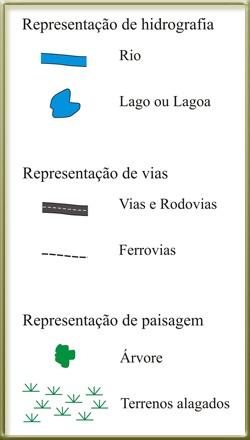 Representação de hidrografia
Rio
Lago ou Lagoa
Representação de vias
Vias e Rodovias
Ferrovias
Representação de paisagem
Árvore
Terrenos alagados